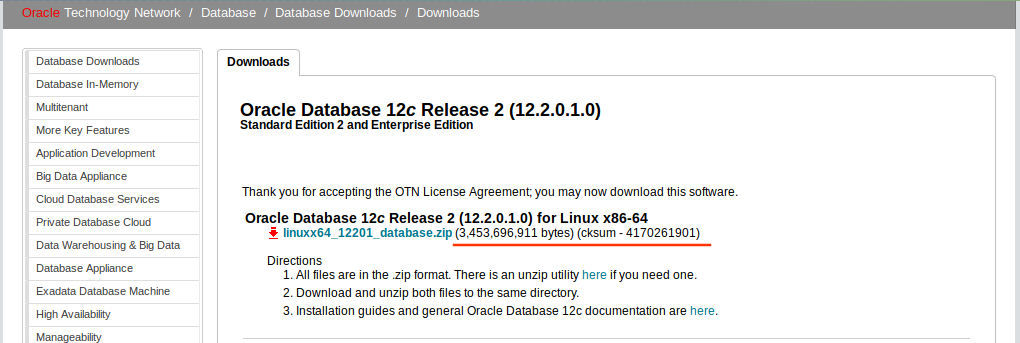 Oracle Technology Network / Database / Database Downloads / Downloads
Database Downloads
Database In-Memory
Multitenant
More Key Features
Application Development
Big Data Appliance
Cloud Database Services
Private Database Cloud
Data Warehousing & Big Data
Database Appliance
Exadata Database Machine
High Availability
Manageability
Downloads
Oracle Database 12c Release 2 (12.2.0.1.0)
Standard Edition 2 and Enterprise Edition
Thank you for accepting the OTN License Agreement; you may now download this software.
Oracle Database 12c Release 2 (12.2.0.1.0) for Linux x86-64
linuxx64_12201_database.zip (3,453,696,911 bytes) (cksum - 4170261901)
Directions
1. All files are in the .zip format. There is an unzip utility here if you need one.
2. Download and unzip both files to the same directory.
3. Installation guides and general Oracle Database 12c documentation are here.